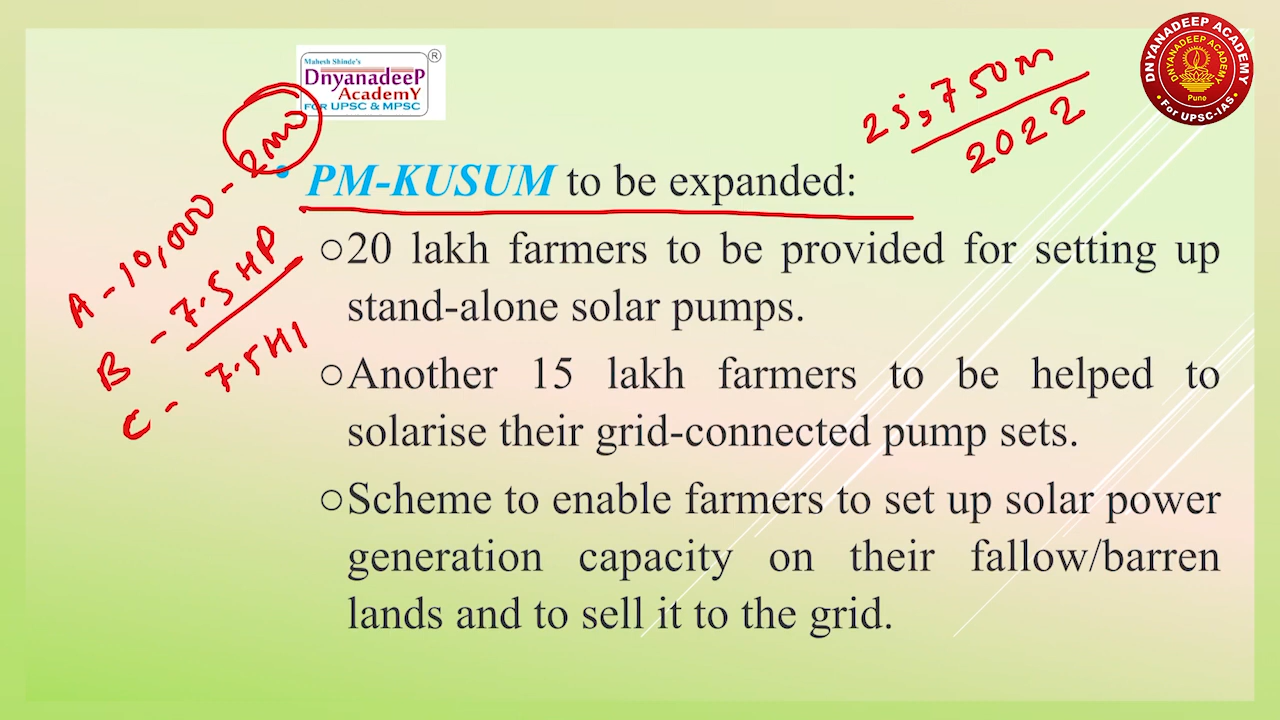 Mahesh Shinde's
DnyanadeeP
AcademY
FOR UPSC & MPSC
®
DNYANADEEP ACADEMY
DNYANADEEP ACADEMY
Pune
• For UPSC-IAS •
25,750 m
2022
• PM-KUSUM to be expanded:
○20 lakh farmers to be provided for setting up
stand-alone solar pumps.
○Another 15 lakh farmers to be helped to
solarise their grid-connected pump sets.
○Scheme to enable farmers to set up solar power
generation capacity on their fallow/barren
lands and to sell it to the grid.
A - 10,000 -
B - 7.5 HP
C - 7.5 H